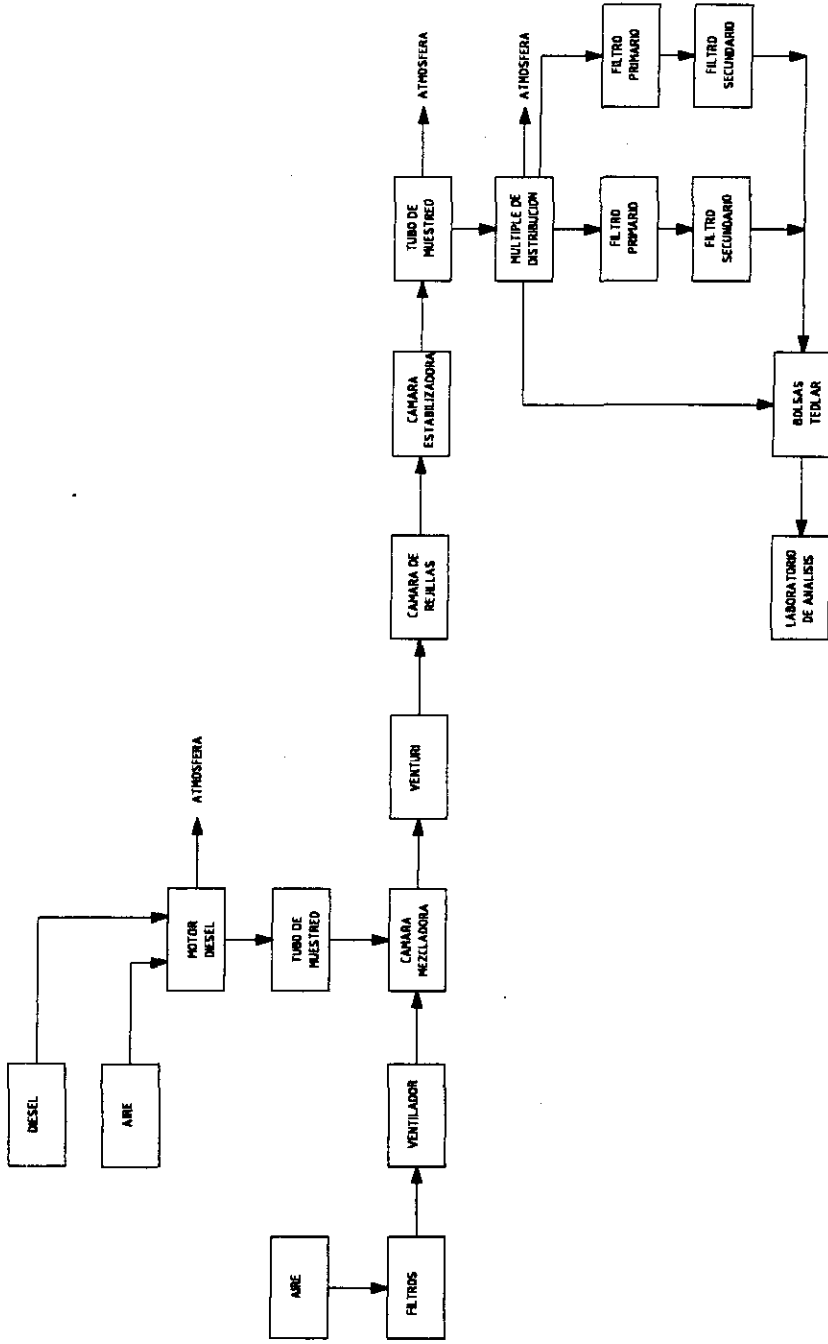 DIESEL
AIRE
MOTOR
DIESEL
ATMOSFERA
TUBO DE
MUESTREO
AIRE
FILTROS
VENTILADOR
CAMARA
MEZCLADORA
VENTURI
CAMARA DE
REJILLAS
CAMARA
ESTABILIZADORA
TUBO DE
MUESTREO
ATMOSFERA
MULTIPLE DE
DISTRIBUCION
ATMOSFERA
FILTRO
PRIMARIO
FILTRO
SECUNDARIO
FILTRO
PRIMARIO
FILTRO
SECUNDARIO
BOLSAS
TEDLAR
LABORATORIO
DE ANALISIS